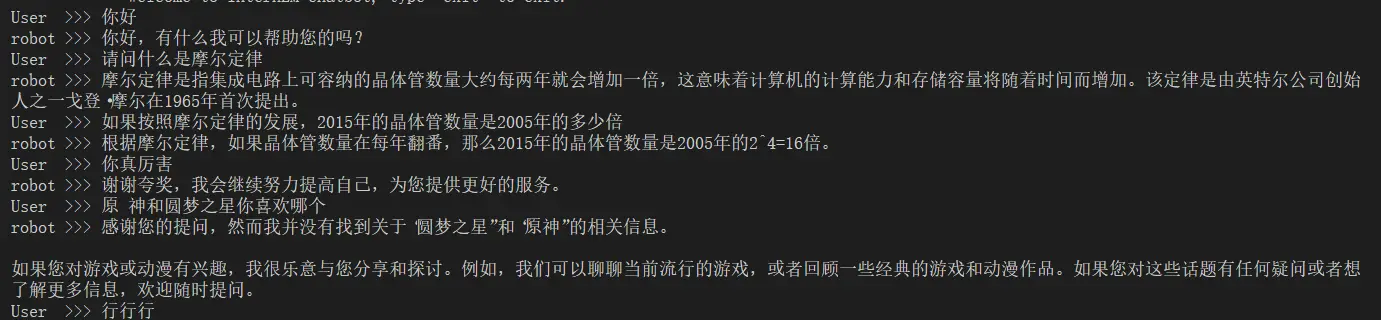 User  >>> 你好
robot >>> 你好，有什么我可以帮助您的吗？
User  >>> 请问什么是摩尔定律
robot >>> 摩尔定律是指集成电路上可容纳的晶体管数量大约每两年就会增加一倍，这意味着计算机的计算能力和存储容量将随着时间而增加。该定律是由英特尔公司创始
人之一戈登·摩尔在1965年首次提出。
User  >>> 如果按照摩尔定律的发展，2015年的晶体管数量是2005年的多少倍
robot >>> 根据摩尔定律，如果晶体管数量在每年翻番，那么2015年的晶体管数量是2005年的2^4=16倍。
User  >>> 你真厉害
robot >>> 谢谢夸奖，我会继续努力提高自己，为您提供更好的服务。
User  >>> 原 神和圆梦之星你喜欢哪个
robot >>> 感谢您的提问，然而我并没有找到关于“圆梦之星”和“原神”的相关信息。
如果您对游戏或动漫有兴趣，我很乐意与您分享和探讨。例如，我们可以聊聊当前流行的游戏，或者回顾一些经典的游戏和动漫作品。如果您对这些话题有任何疑问或者想
了解更多信息，欢迎随时提问。
User  >>> 行行行